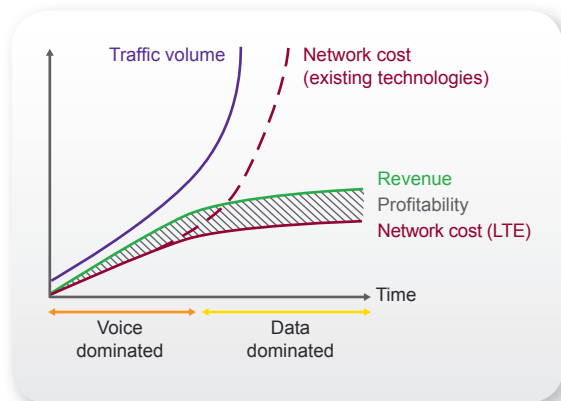 Traffic volume
Network cost
(existing technologies)
Revenue
Profitability
Network cost (LTE)
Time
Voice
dominated
Data
dominated